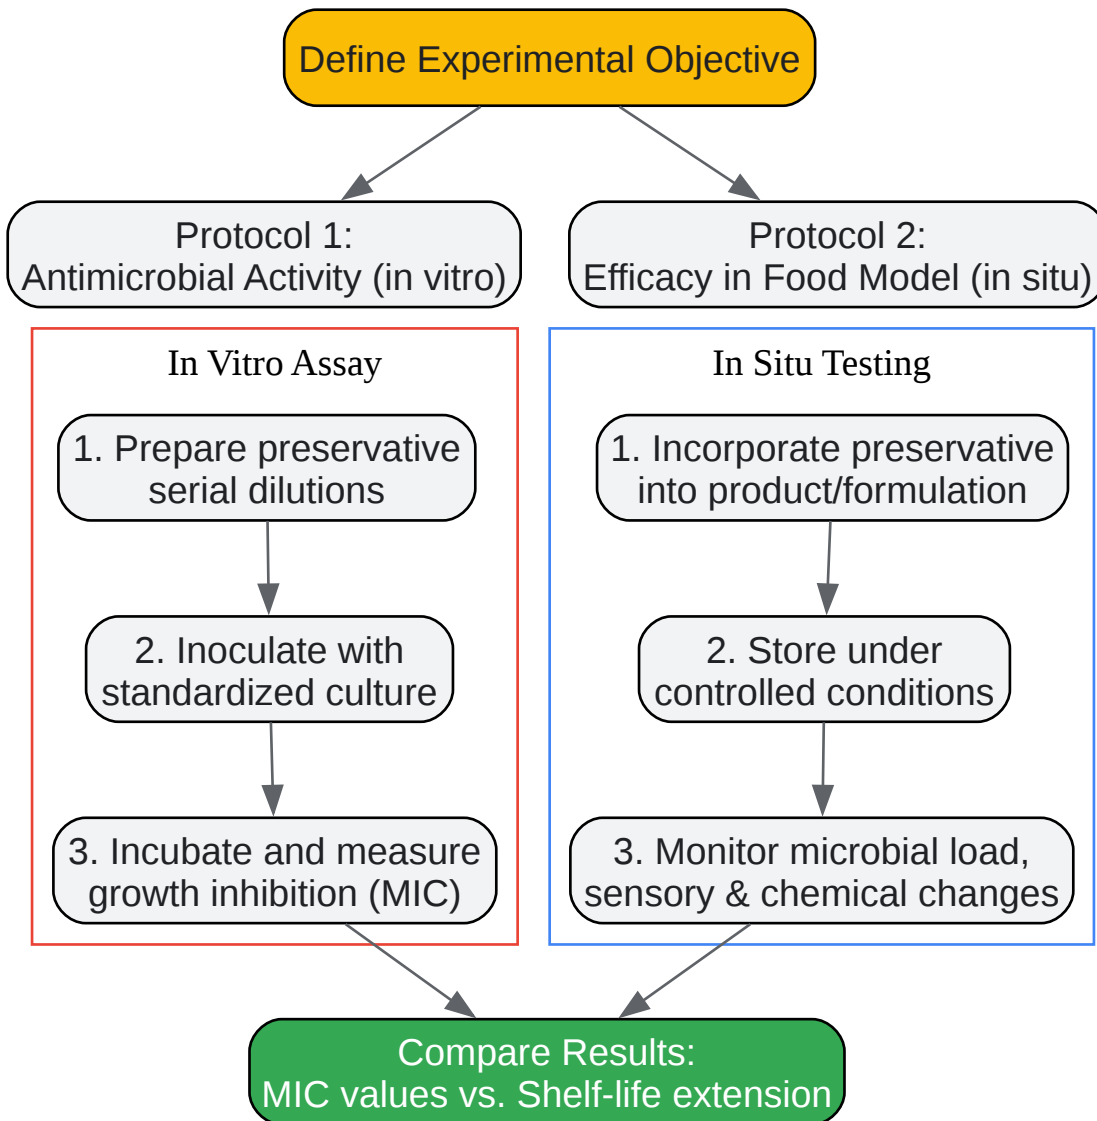 Define Experimental Objective
Protocol 1:
Antimicrobial Activity (in vitro)
Protocol 2:
Efficacy in Food Model (in situ)
In Vitro Assay
1. Prepare preservative
serial dilutions
2. Inoculate with
standardized culture
3. Incubate and measure
growth inhibition (MIC)
In Situ Testing
1. Incorporate preservative
into product/formulation
2. Store under
controlled conditions
3. Monitor microbial load,
sensory & chemical changes
Compare Results:
MIC values vs. Shelf-life extension